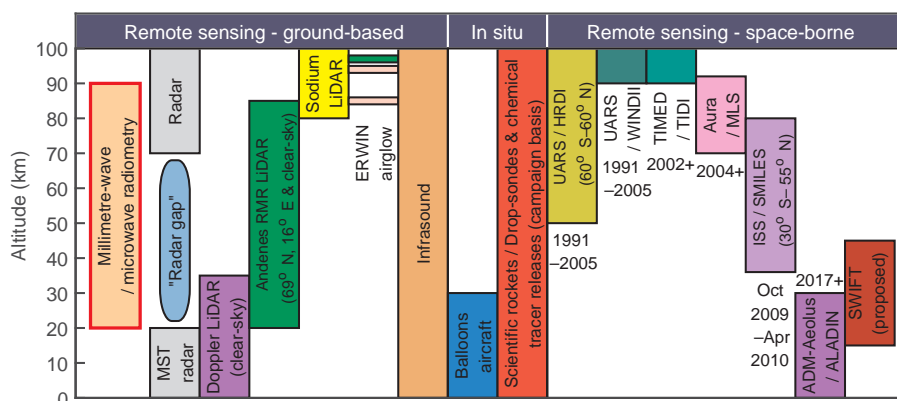 Remote sensing - ground-based
In situ
Remote sensing - space-borne
Altitude (km)
100
90
80
70
60
50
40
30
20
10
0
Millimetre-wave
/ microwave radiometry
Radar
"Radar gap"
MST
radar
Doppler LiDAR
(clear-sky)
Andenes RMR LiDAR
(69° N, 16° E & clear-sky)
Sodium
LiDAR
ERWIN
airglow
Infrasound
Balloons
aircraft
Scientific rockets / Drop-sondes & chemical
tracer releases (campaign basis)
UARS / HRDI
(60° S–60° N)
1991
–2005
UARS
/ WINDII
1991
–2005
TIMED
/ TIDI
2002+
Aura
/ MLS
2004+
ISS / SMILES
(30° S– 55° N)
Oct
2009
–Apr
2010
2017+
ADM-Aeolus
/ ALADIN
SWIFT
(proposed)